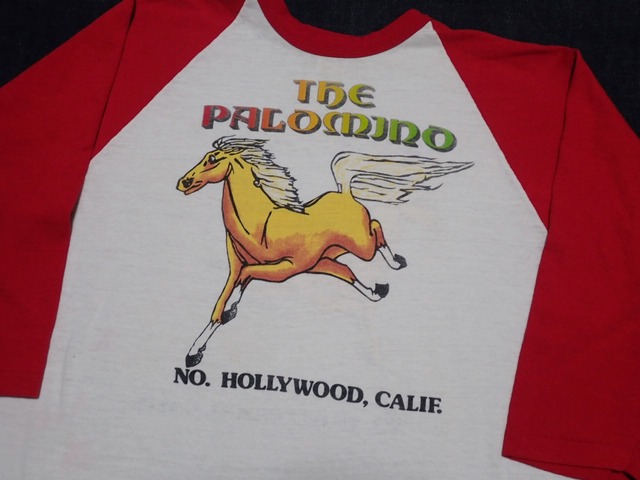 THE
PALOMINO
NO. HOLLYWOOD, CALIF.